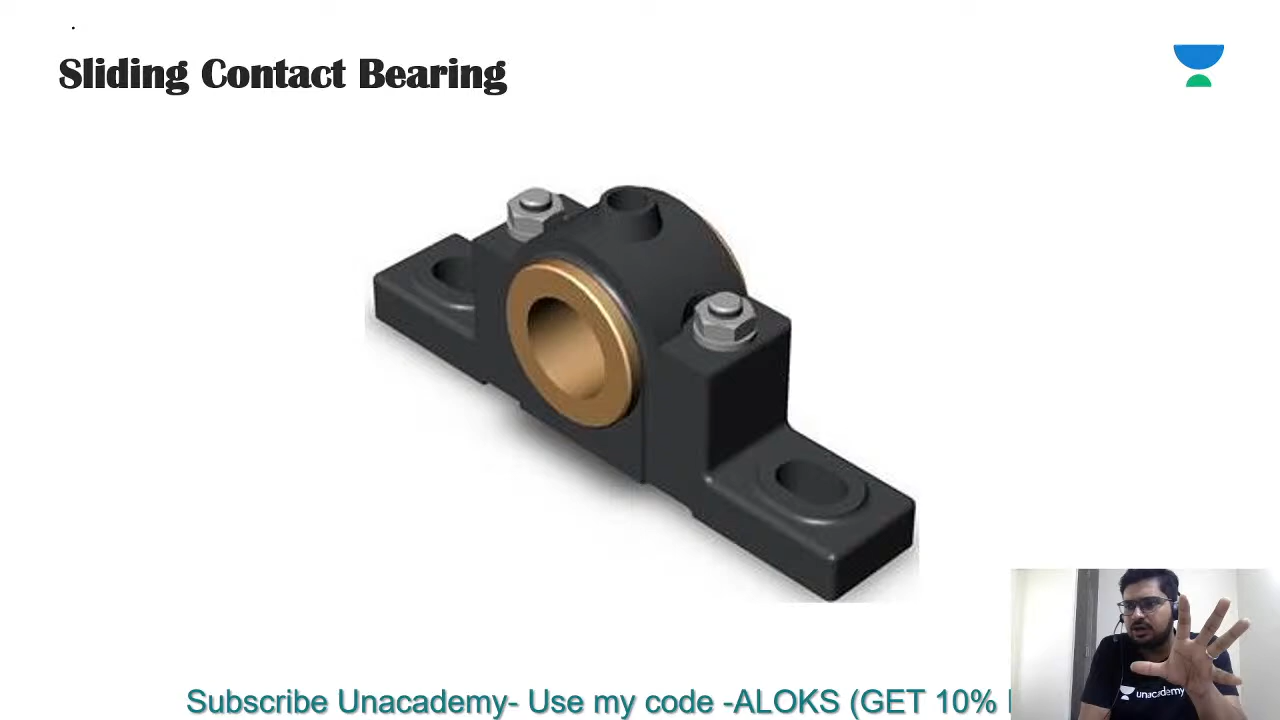 Sliding Contact Bearing
unacademy
Subscribe Unacademy- Use my code -ALOKS (GET 10%